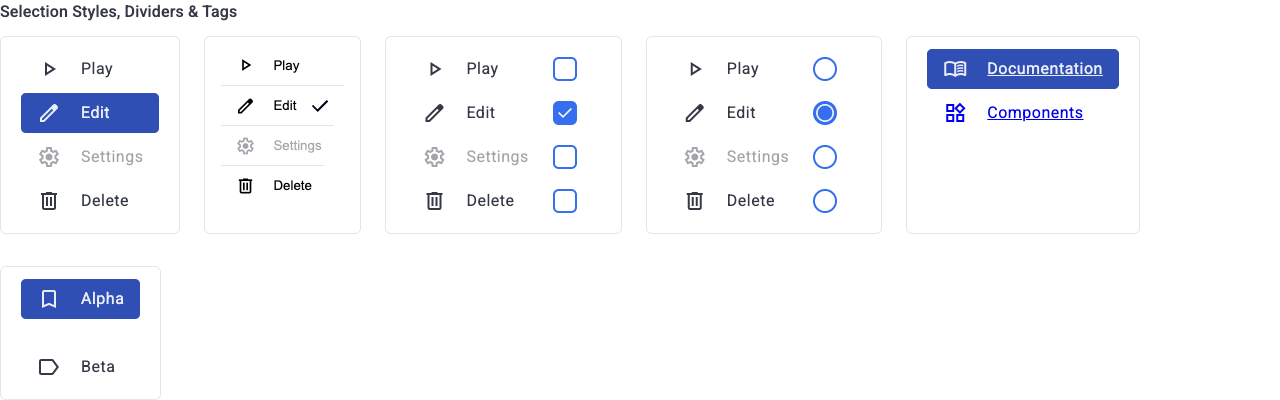 Selection Styles, Dividers & Tags
Play
Edit
Settings
Delete
Play
Edit
Settings
Delete
Play
Edit
Settings
Delete
Play
Edit
Settings
Delete
Documentation
Components
Alpha
Beta